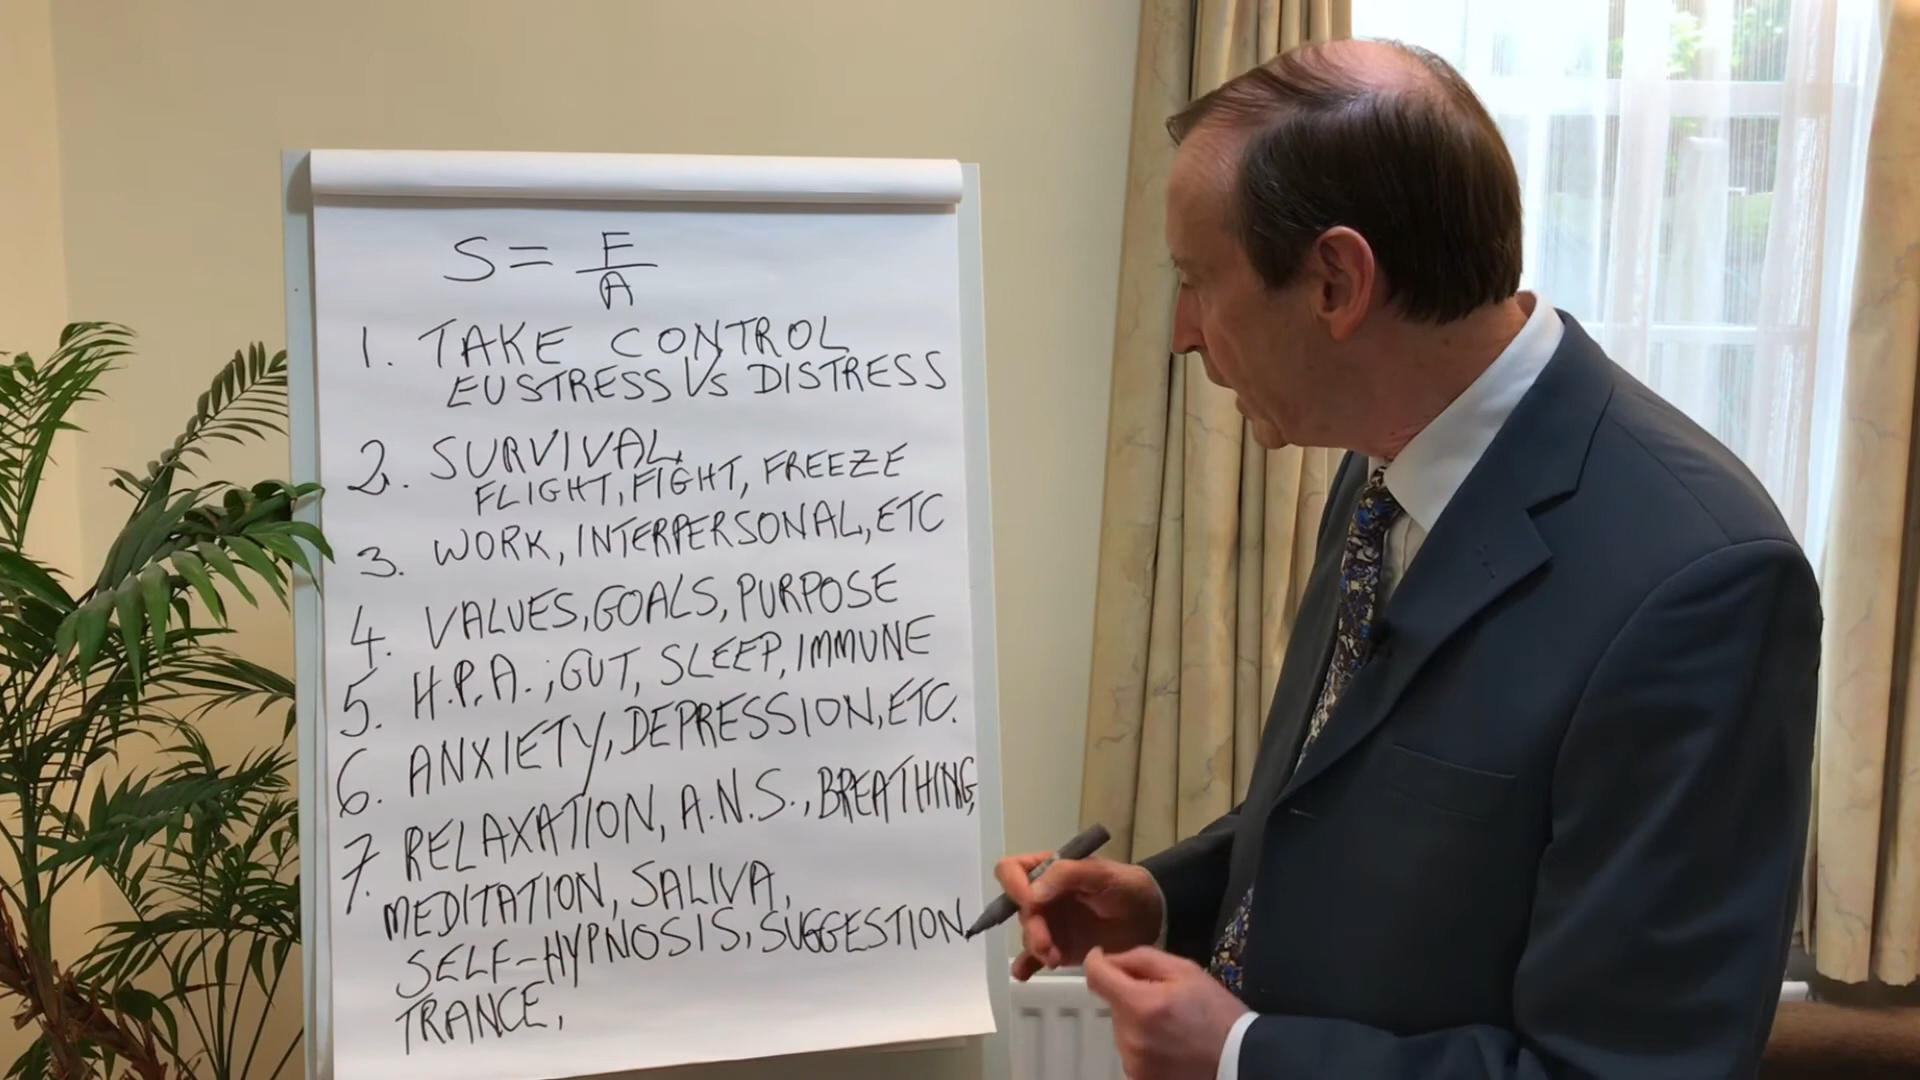 S = F/A
1. TAKE CONTROL
EUSTRESS Vs DISTRESS
2. SURVIVAL.
FLIGHT, FIGHT, FREEZE
3. WORK, INTERPERSONAL, ETC
4. VALUES, GOALS, PURPOSE
5. H.P.A.; GUT, SLEEP, IMMUNE
6. ANXIETY, DEPRESSION, ETC.
7. RELAXATION, A.N.S., BREATHING,
MEDITATION, SALIVA,
SELF-HYPNOSIS, SUGGESTION,
TRANCE,